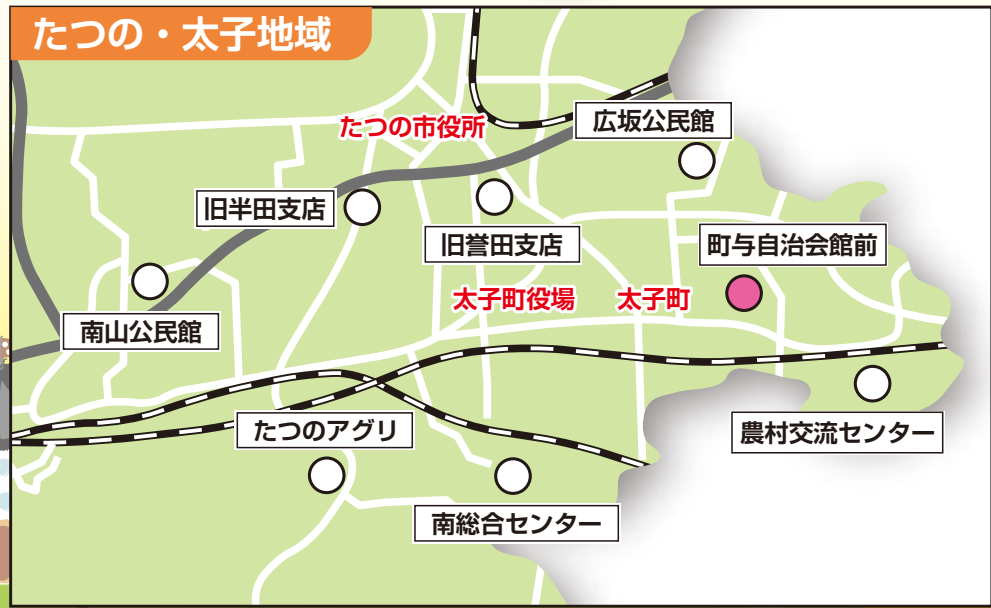 たつの・太子地域
たつの市役所
広坂公民館
旧半田支店
旧誉田支店
町与自治会館前
太子町役場
太子町
南山公民館
たつのアグリ
農村交流センター
南総合センター